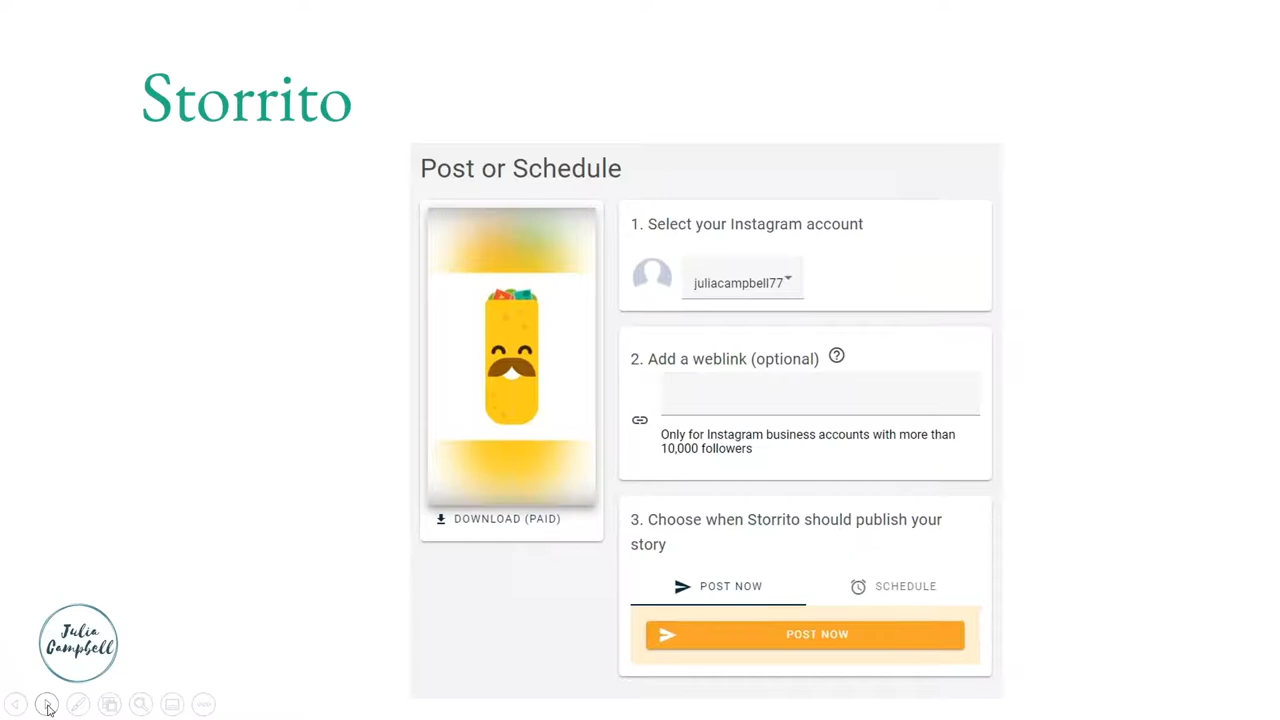 Storrito
Post or Schedule
1. Select your Instagram account
juliacampbell77
2. Add a weblink (optional)
Only for Instagram business accounts with more than
10,000 followers
DOWNLOAD (PAID)
3. Choose when Storrito should publish your
story
POST NOW
SCHEDULE
POST NOW
Julia
Campbell